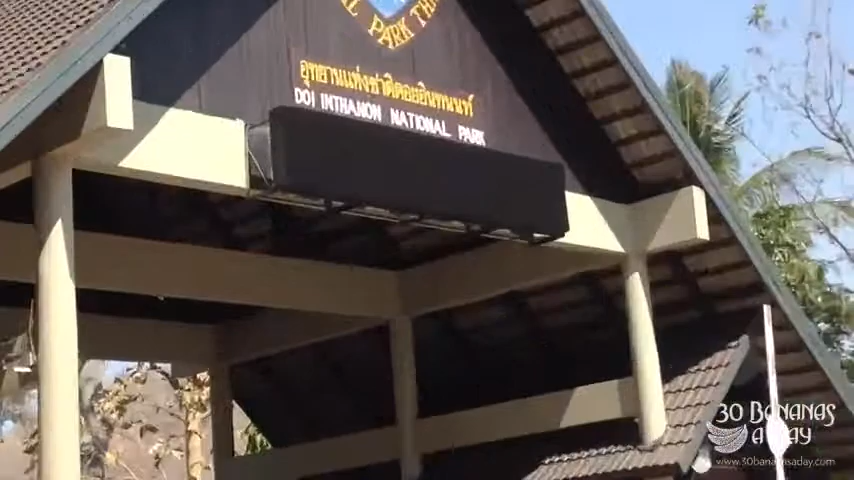 PARK
อุทยานแห่งชาติดอยอินทนนท์
DOI INTHANON NATIONAL PARK
30 BANANAS
A DAY
www.30bananasaday.com